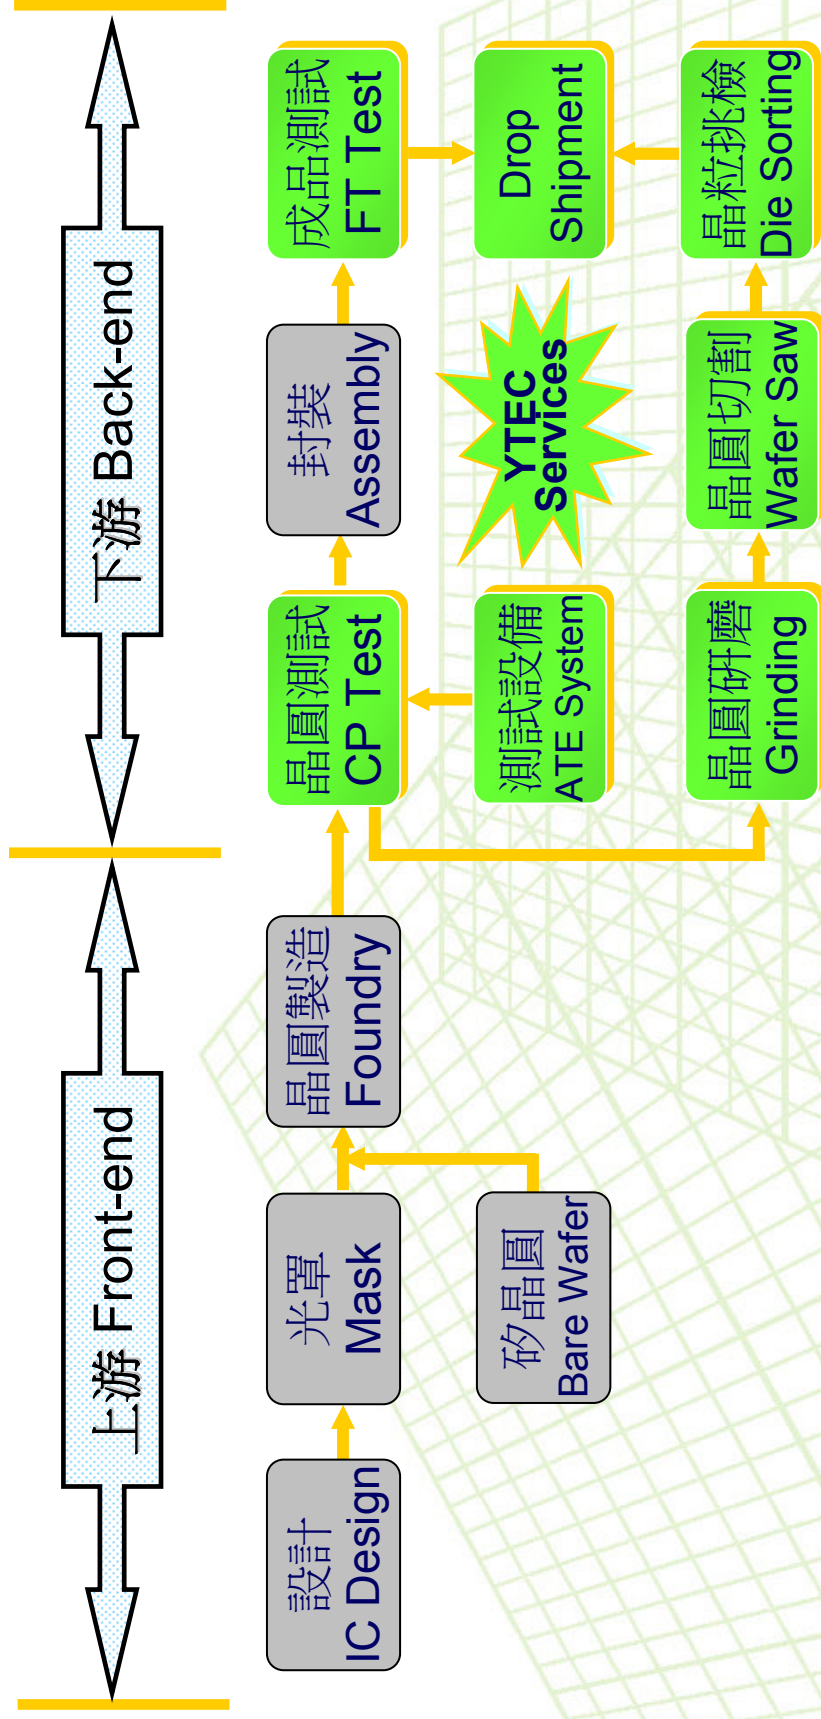 上游 Front-end
下游 Back-end
設計
IC Design
光罩
Mask
晶圓製造
Foundry
晶圓測試
CP Test
封裝
Assembly
成品測試
FT Test
矽晶圓
Bare Wafer
測試設備
ATE System
YTEC
Services
Drop
Shipment
晶圓研磨
Grinding
晶圓切割
Wafer Saw
晶粒挑檢
Die Sorting